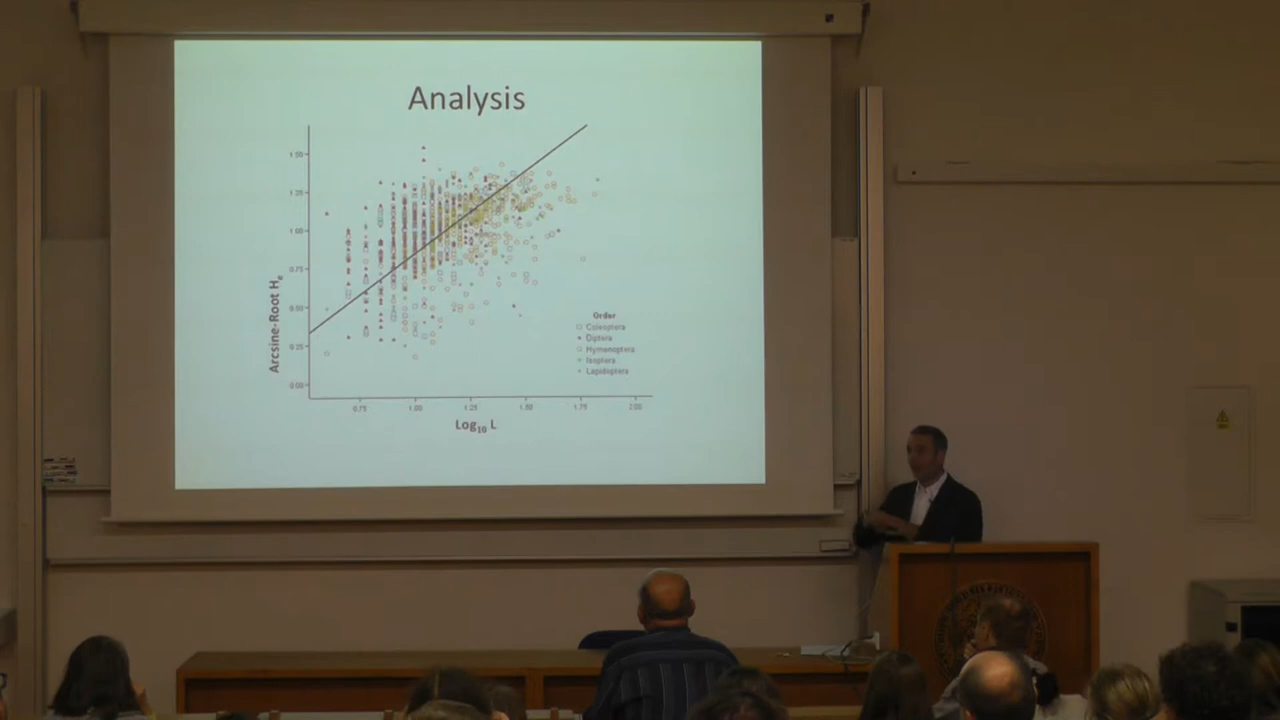 Analysis
1.50
1.25
1.00
0.75
0.50
0.25
0.00
Arcsine-Root He
0.75 1.00 1.25 1.50 1.75 2.00
Log10 L
Order
Coleoptera
Diptera
Hymenoptera
Isoptera
Lepidoptera